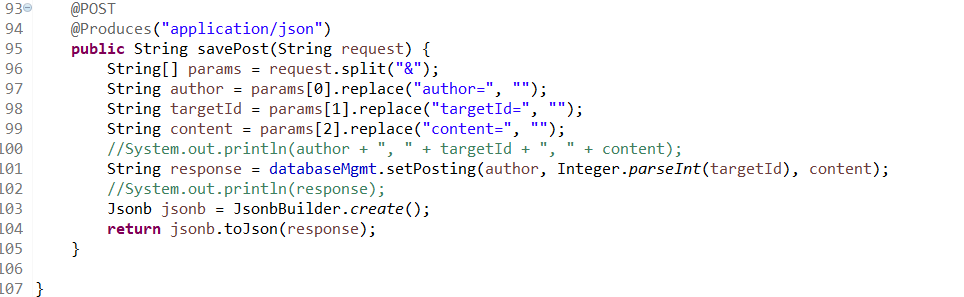 93 @POST
94 @Produces("application/json")
95 public String savePost(String request) {
96 String[] params = request.split("&");
97 String author = params[0].replace("author=", "");
98 String targetId = params[1].replace("targetId=", "");
99 String content = params[2].replace("content=", "");
100 //System.out.println(author + ", " + targetId + ", " + content);
101 String response = databaseMgmt.setPosting(author, Integer.parseInt(targetId), content);
102 //System.out.println(response);
103 Jsonb jsonb = JsonbBuilder.create();
104 return jsonb.toJson(response);
105 }
106
107 }